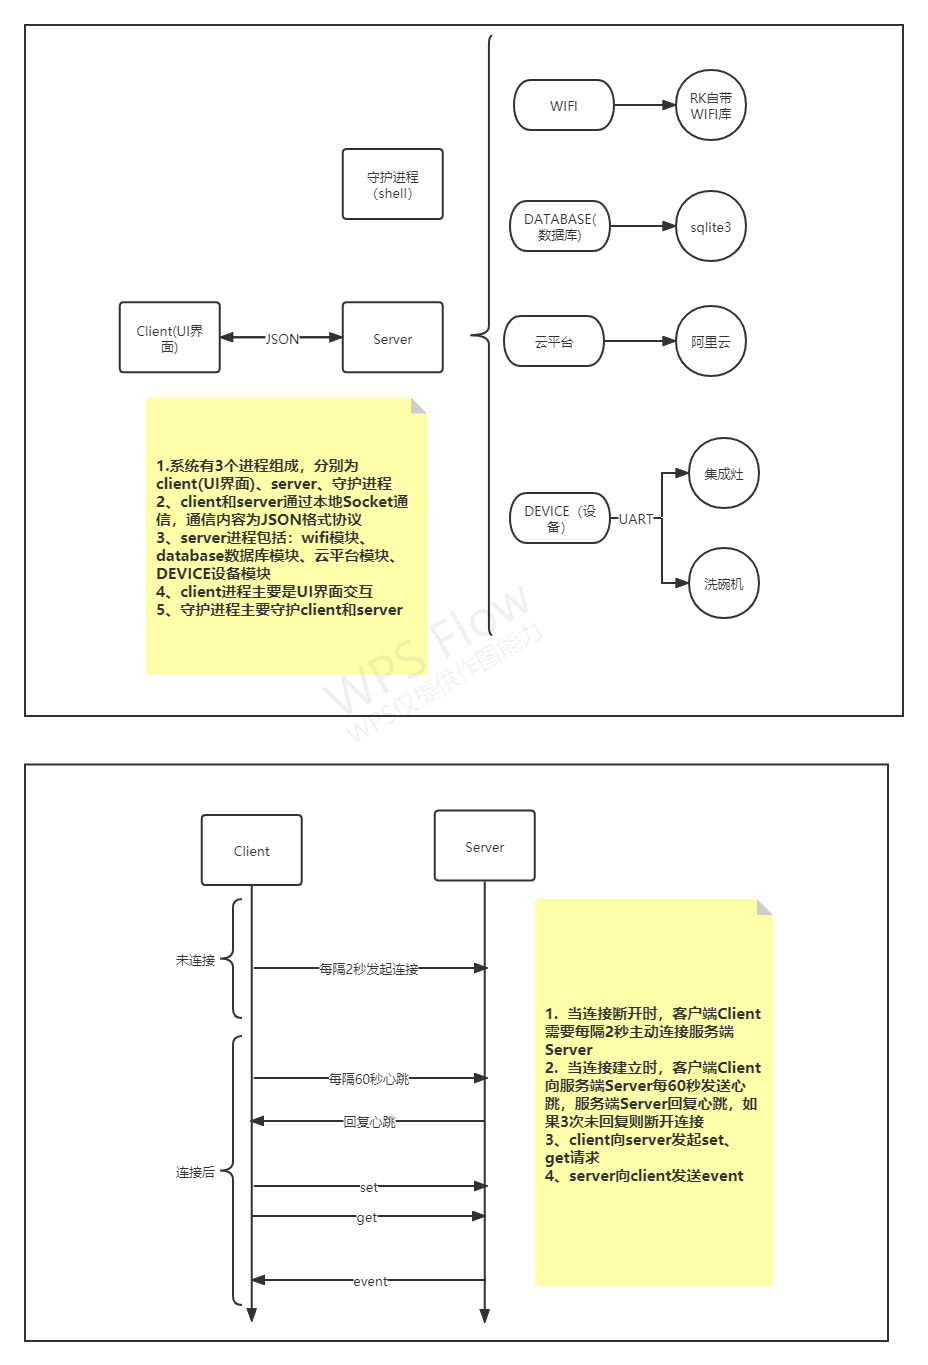 WIFI
RK自带
WIFI库
守护进程
（shell）
DATABASE(
数据库)
sqlite3
Client(UI界
面)
JSON
Server
云平台
阿里云
1.系统有3个进程组成，分别为
client(UI界面)、server、守护进程
2、client和server通过本地Socket通
信，通信内容为JSON格式协议
3、server进程包括：wifi模块、
database数据库模块、云平台模块、
DEVICE设备模块
4、client进程主要是UI界面交互
5、守护进程主要守护client和server
DEVICE（设
备）
UART
集成灶
洗碗机
WPS Flow
WPS仅提供作图能力
Client
Server
未连接
每隔2秒发起连接
每隔60秒心跳
回复心跳
连接后
set
get
event
1.  当连接断开时，客户端Client
需要每隔2秒主动连接服务端
Server
2.  当连接建立时，客户端Client
向服务端Server每60秒发送心
跳，服务端Server回复心跳，如
果3次未回复则断开连接
3、client向server发起set、
get请求
4、server向client发送event